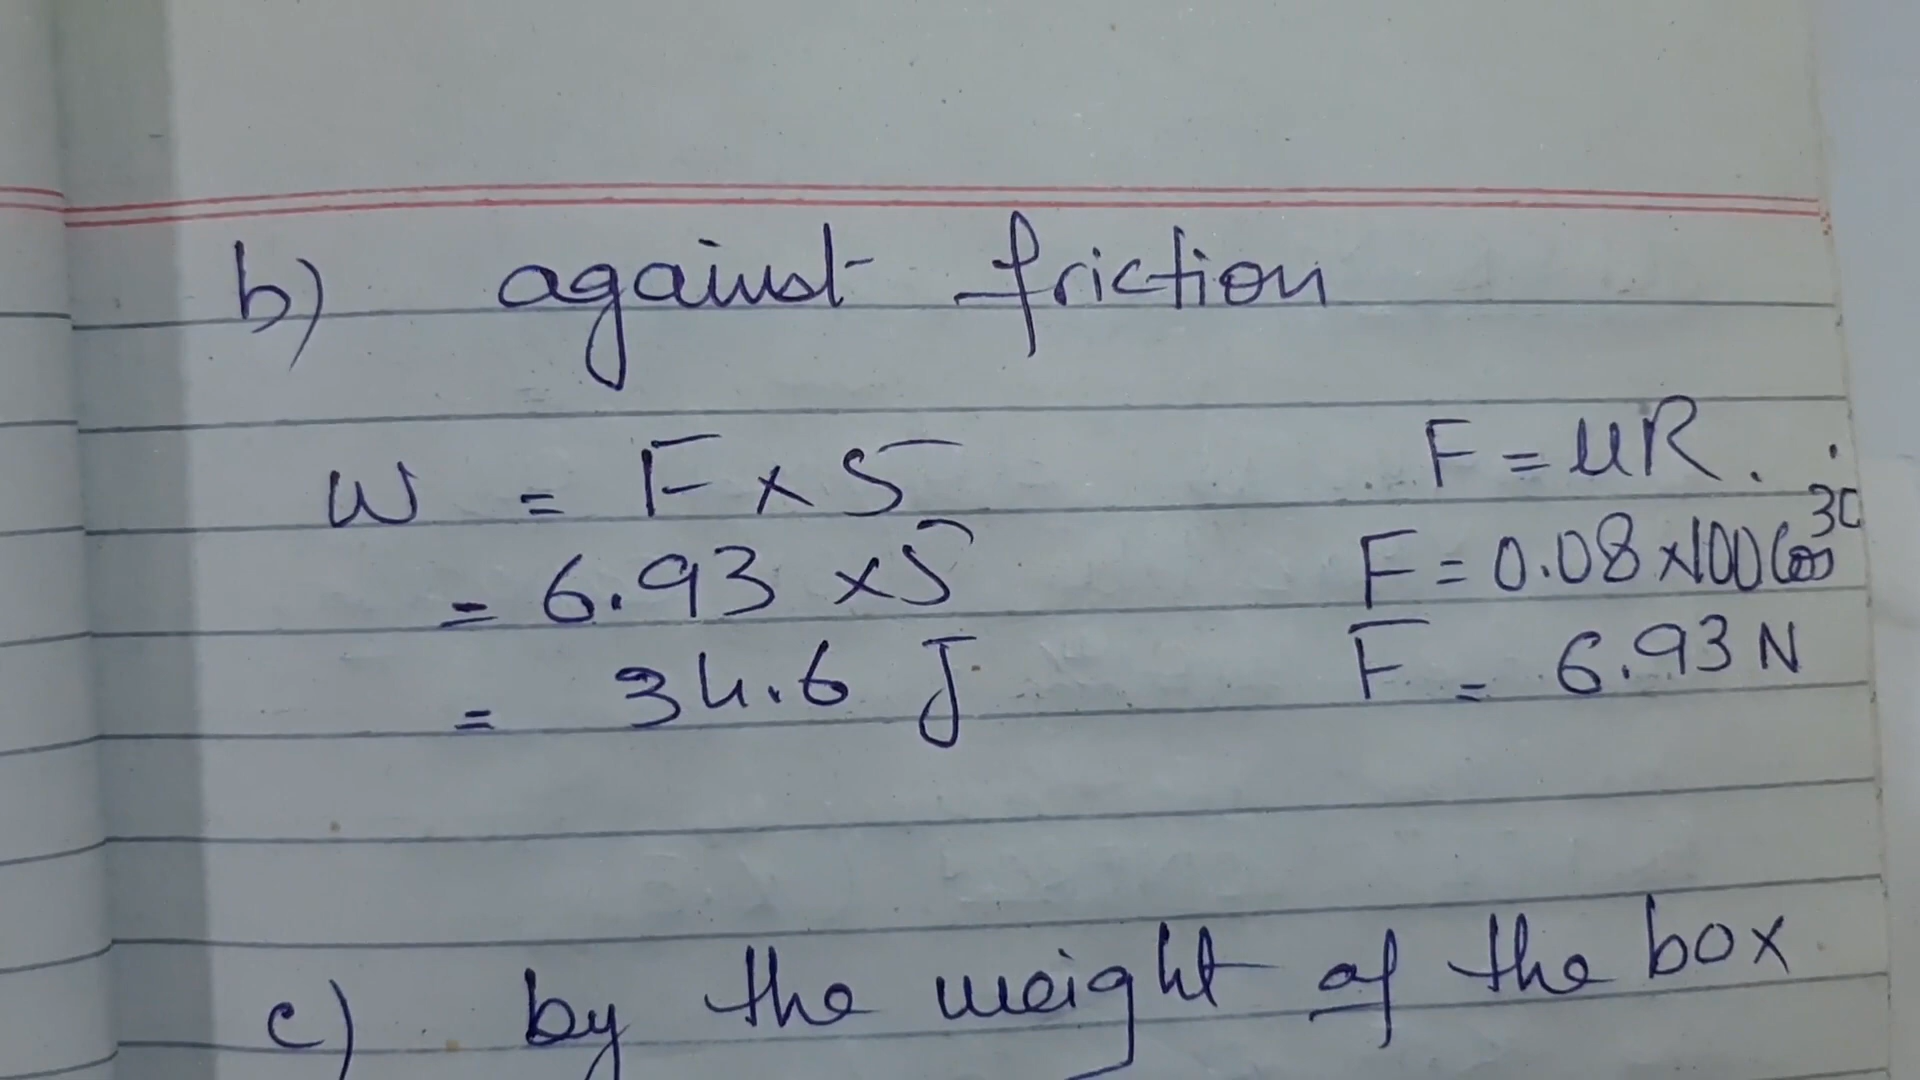 b) against friction
W = F x S
F = μR.
= 6.93 x 5
F = 0.08 x 100 Cos 30
= 34.6 J
F = 6.93 N
c) by the weight of the box